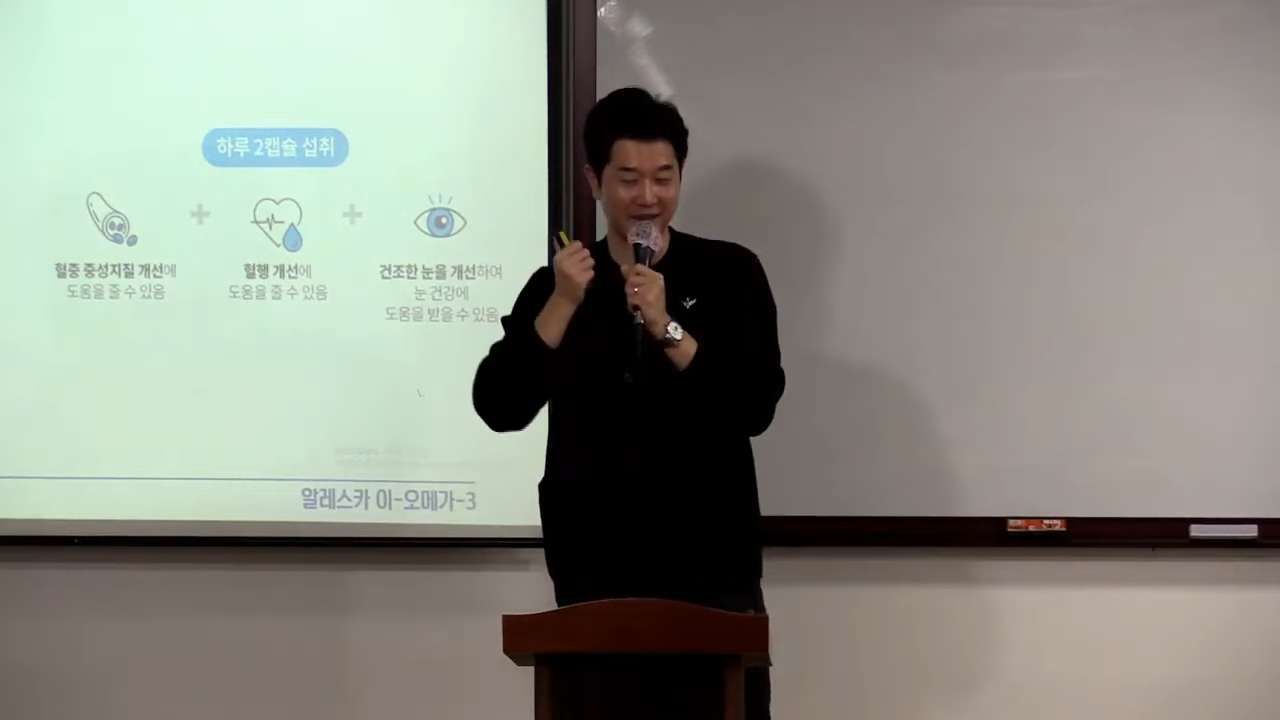 하루 2캡슐 섭취
혈중 중성지질 개선에
도움을 줄 수 있음
혈행 개선에
도움을 줄 수 있음
건조한 눈을 개선하여
눈 건강에
도움을 받을 수 있음
알레스카 이-오메가-3